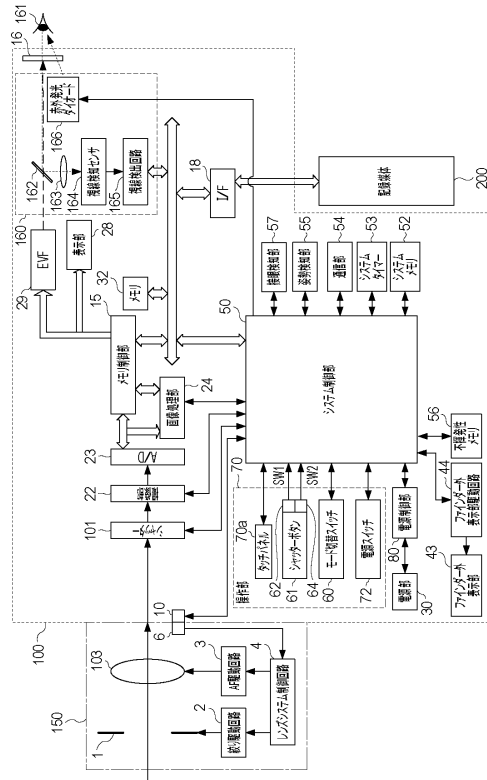 161
16
赤外発光
ダイオード
166
162
163
視線検知センサ
164
視線検出回路
165
160
EVF
29
表示部
28
I/F
18
記録媒体
200
メモリ
32
メモリ制御部
15
画像処理部
24
A/D
23
22
シャッター
101
システム制御部
50
接眼検知部
57
姿勢検知部
55
通信部
54
システム
タイマー
53
システム
メモリ
52
不揮発性
メモリ
56
ファインダー外
表示部駆動回路
44
ファインダー外
表示部
43
電源制御部
80
電源部
30
操作部
70
タッチパネル
70a
シャッターボタン
61
62
64
SW1
SW2
モード切替スイッチ
60
電源スイッチ
72
100
10
6
150
103
1
AF駆動回路
3
絞り駆動回路
2
レンズシステム制御回路
4